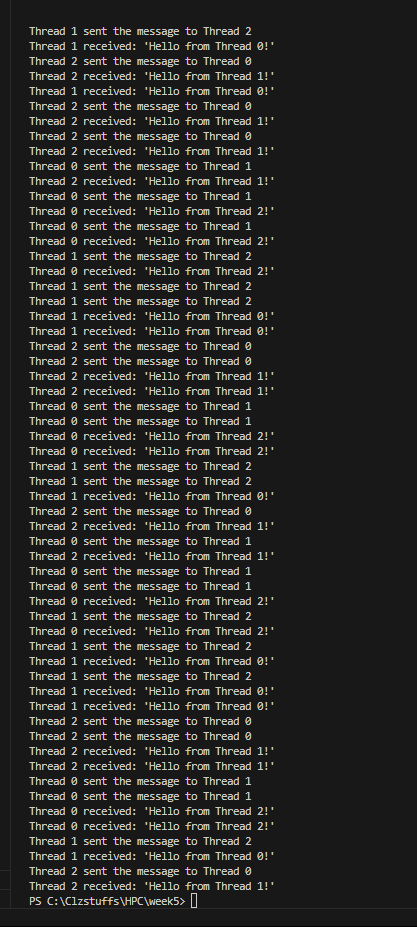 Thread 1 sent the message to Thread 2
Thread 1 received: 'Hello from Thread 0!'
Thread 2 sent the message to Thread 0
Thread 2 received: 'Hello from Thread 1!'
Thread 1 received: 'Hello from Thread 0!'
Thread 2 sent the message to Thread 0
Thread 2 received: 'Hello from Thread 1!'
Thread 2 sent the message to Thread 0
Thread 2 received: 'Hello from Thread 1!'
Thread 0 sent the message to Thread 1
Thread 2 received: 'Hello from Thread 1!'
Thread 0 sent the message to Thread 1
Thread 0 received: 'Hello from Thread 2!'
Thread 0 sent the message to Thread 1
Thread 0 received: 'Hello from Thread 2!'
Thread 1 sent the message to Thread 2
Thread 0 received: 'Hello from Thread 2!'
Thread 1 sent the message to Thread 2
Thread 1 sent the message to Thread 2
Thread 1 received: 'Hello from Thread 0!'
Thread 1 received: 'Hello from Thread 0!'
Thread 2 sent the message to Thread 0
Thread 2 sent the message to Thread 0
Thread 2 received: 'Hello from Thread 1!'
Thread 2 received: 'Hello from Thread 1!'
Thread 0 sent the message to Thread 1
Thread 0 sent the message to Thread 1
Thread 0 received: 'Hello from Thread 2!'
Thread 0 received: 'Hello from Thread 2!'
Thread 1 sent the message to Thread 2
Thread 1 sent the message to Thread 2
Thread 1 received: 'Hello from Thread 0!'
Thread 2 sent the message to Thread 0
Thread 2 received: 'Hello from Thread 1!'
Thread 0 sent the message to Thread 1
Thread 2 received: 'Hello from Thread 1!'
Thread 0 sent the message to Thread 1
Thread 0 sent the message to Thread 1
Thread 0 received: 'Hello from Thread 2!'
Thread 1 sent the message to Thread 2
Thread 0 received: 'Hello from Thread 2!'
Thread 1 sent the message to Thread 2
Thread 1 received: 'Hello from Thread 0!'
Thread 1 sent the message to Thread 2
Thread 1 received: 'Hello from Thread 0!'
Thread 1 received: 'Hello from Thread 0!'
Thread 2 sent the message to Thread 0
Thread 2 sent the message to Thread 0
Thread 2 received: 'Hello from Thread 1!'
Thread 2 received: 'Hello from Thread 1!'
Thread 0 sent the message to Thread 1
Thread 0 sent the message to Thread 1
Thread 0 received: 'Hello from Thread 2!'
Thread 0 received: 'Hello from Thread 2!'
Thread 1 sent the message to Thread 2
Thread 1 received: 'Hello from Thread 0!'
Thread 2 sent the message to Thread 0
Thread 2 received: 'Hello from Thread 1!'
PS C:\Clzstuffs\HPC\week5>